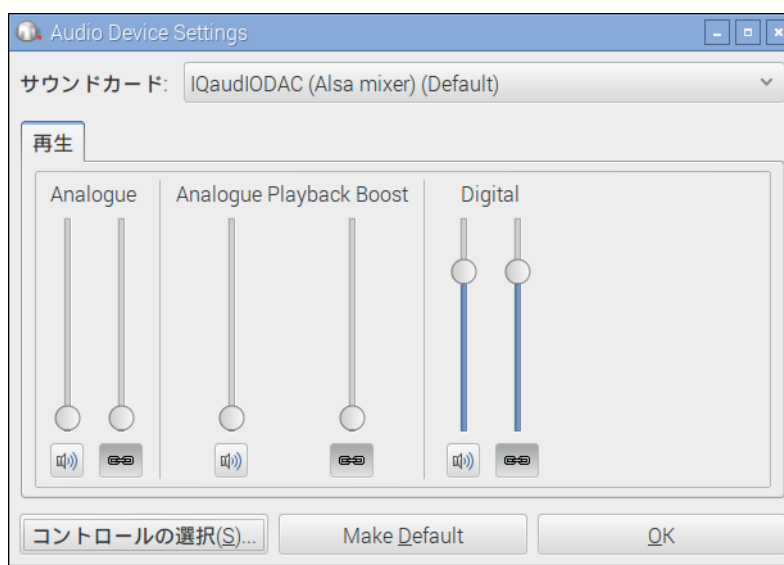 Audio Device Settings
サウンドカード: IQaudIODAC (Alsa mixer) (Default)
再生
Analogue
Analogue Playback Boost
Digital
コントロールの選択(S)...
Make Default
OK